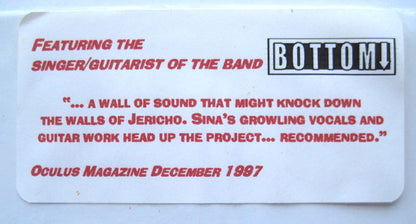 FEATURING THE
SINGER/GUITARIST OF THE BAND BOTTOM↓
"... A WALL OF SOUND THAT MIGHT KNOCK DOWN
THE WALLS OF JERICHO. SINA'S GROWLING VOCALS AND
GUITAR WORK HEAD UP THE PROJECT... RECOMMENDED."
OCULUS MAGAZINE DECEMBER 1997